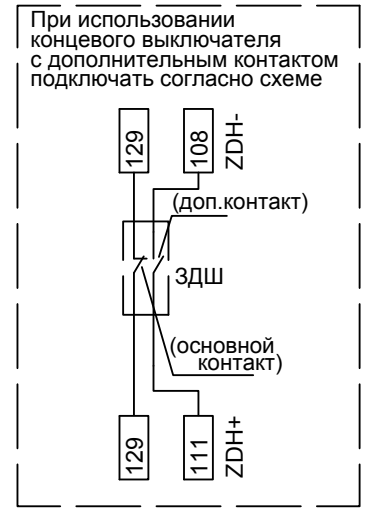 При использовании
концевого выключателя
с дополнительным контактом
подключать согласно схеме
129
108
ZDH-
(доп.контакт)
ЗДШ
(основной
контакт)
129
111
ZDH+